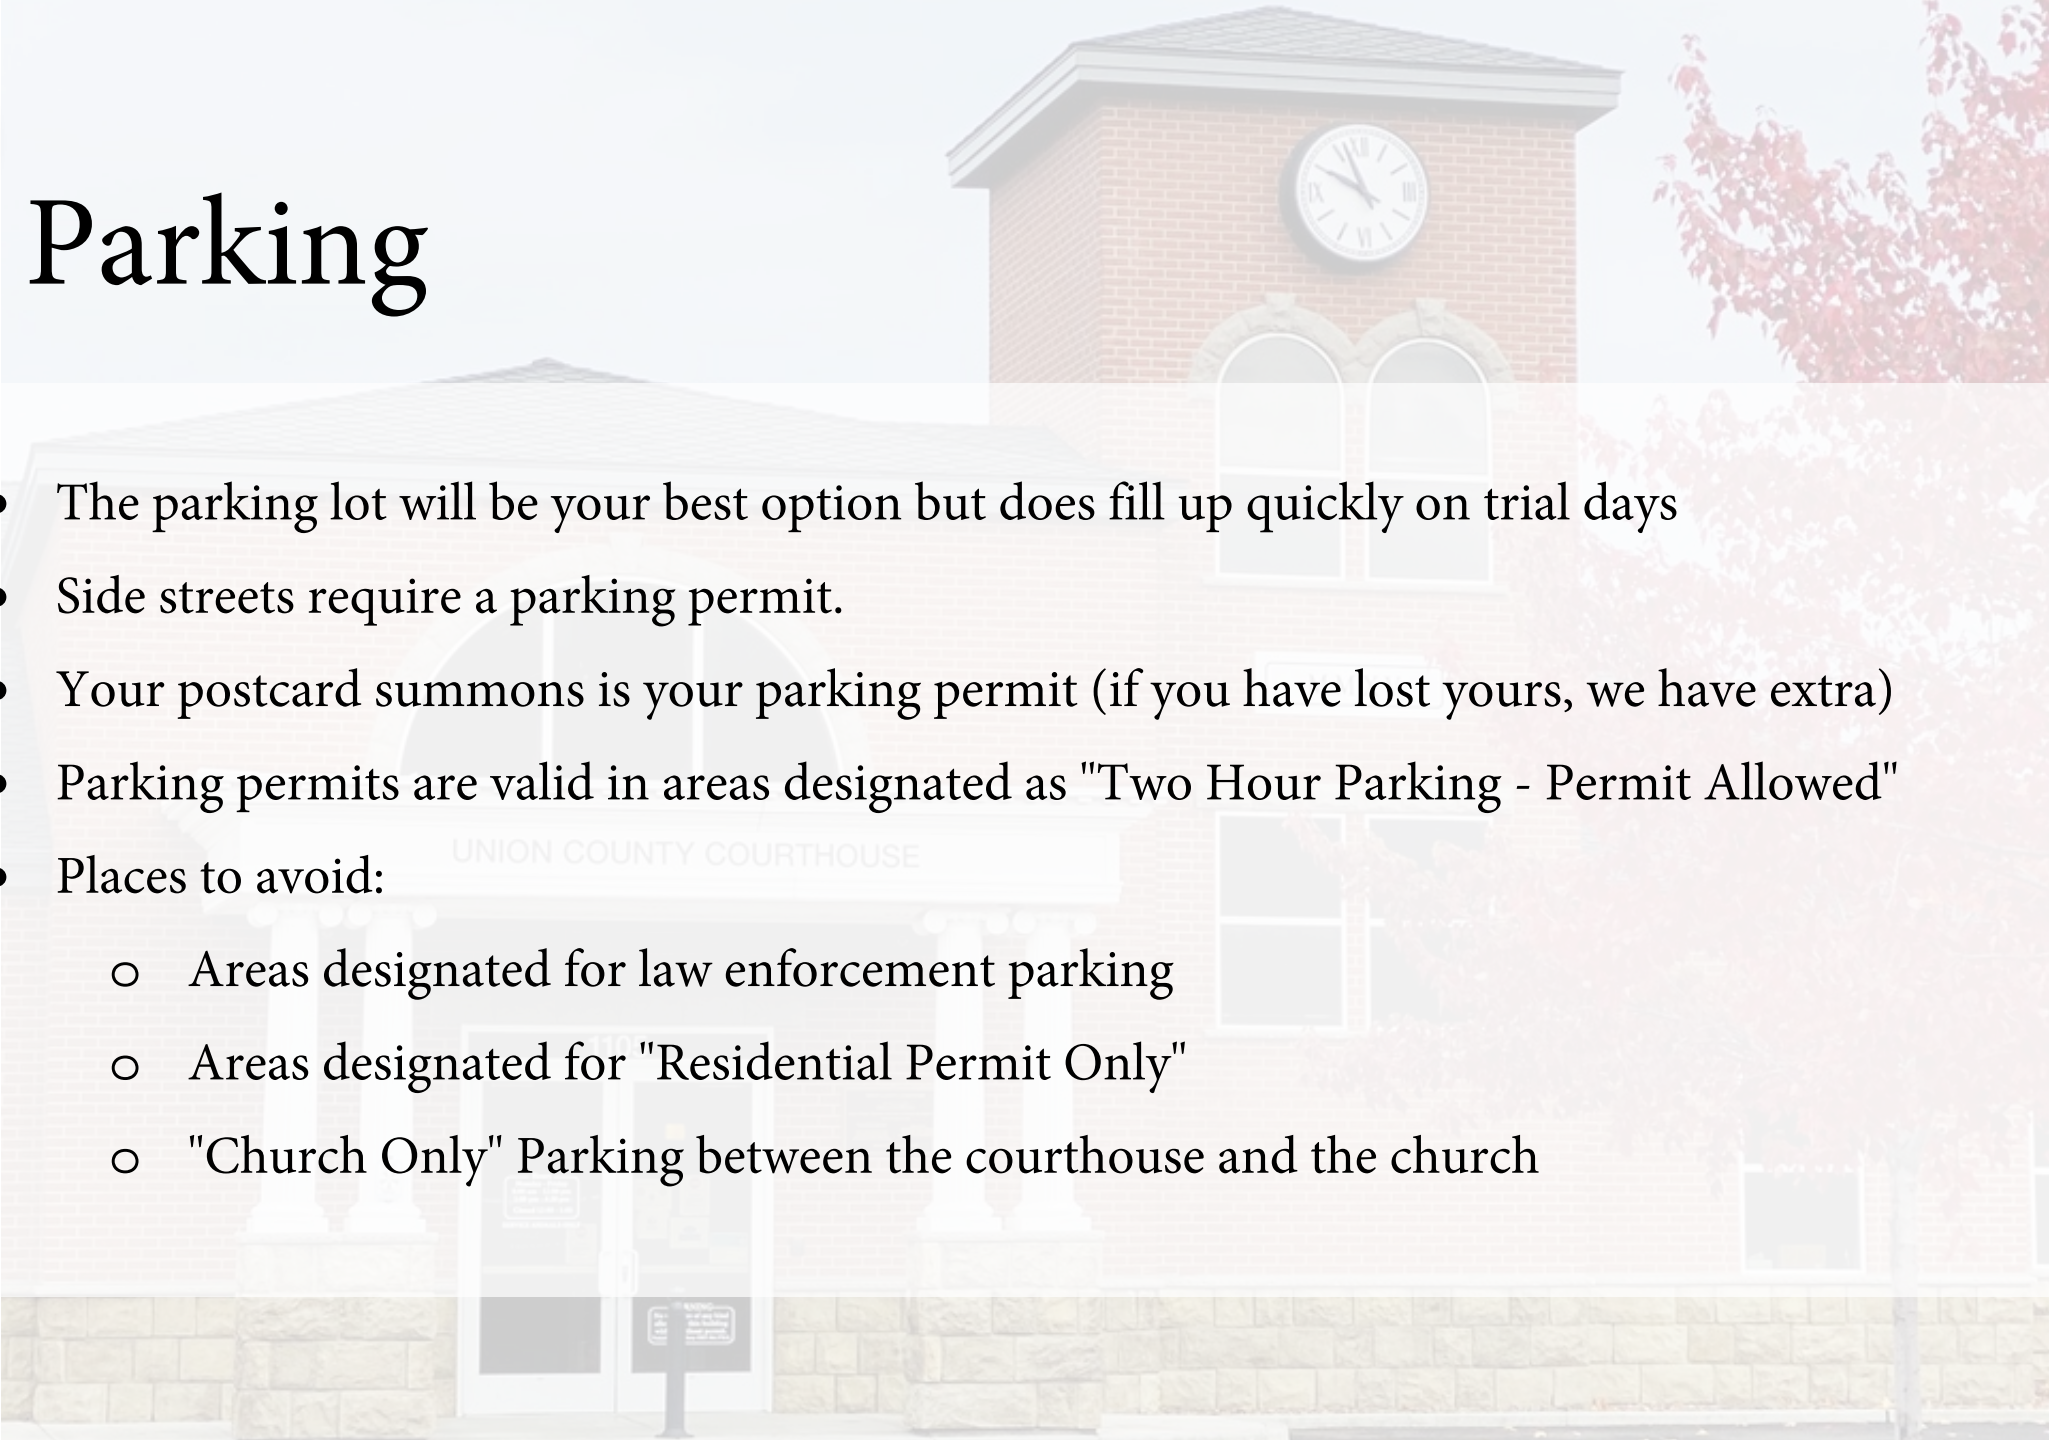 Parking
• The parking lot will be your best option but does fill up quickly on trial days
• Side streets require a parking permit.
• Your postcard summons is your parking permit (if you have lost yours, we have extra)
• Parking permits are valid in areas designated as "Two Hour Parking - Permit Allowed"
• Places to avoid:
o Areas designated for law enforcement parking
o Areas designated for "Residential Permit Only"
o "Church Only" Parking between the courthouse and the church
UNION COUNTY COURTHOUSE